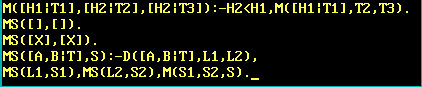 M([H1|T1],[H2|T2],[H2|T3]):-H2<H1,M([H1|T1],T2,T3).
MS([],[]).
MS([X],[X]).
MS([A,B|T],S):-D([A,B|T],L1,L2),
MS(L1,S1),MS(L2,S2),M(S1,S2,S)._